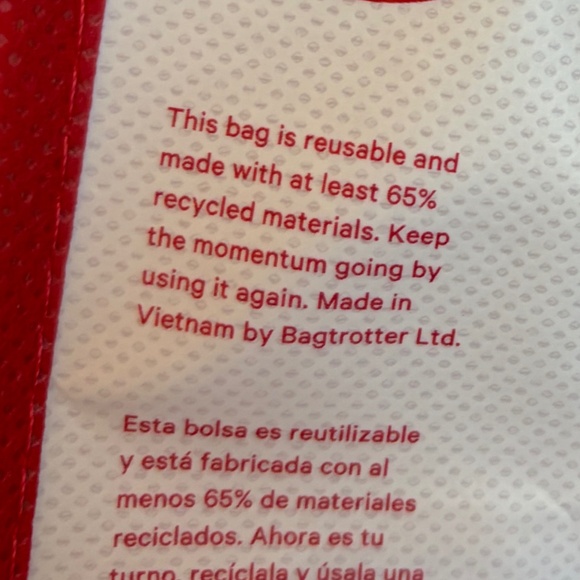 This bag is reusable and
made with at least 65%
recycled materials. Keep
the momentum going by
using it again. Made in
Vietnam by Bagtrotter Ltd.
Esta bolsa es reutilizable
y está fabricada con al
menos 65% de materiales
reciclados. Ahora es tu
turno, recíclala y úsala una